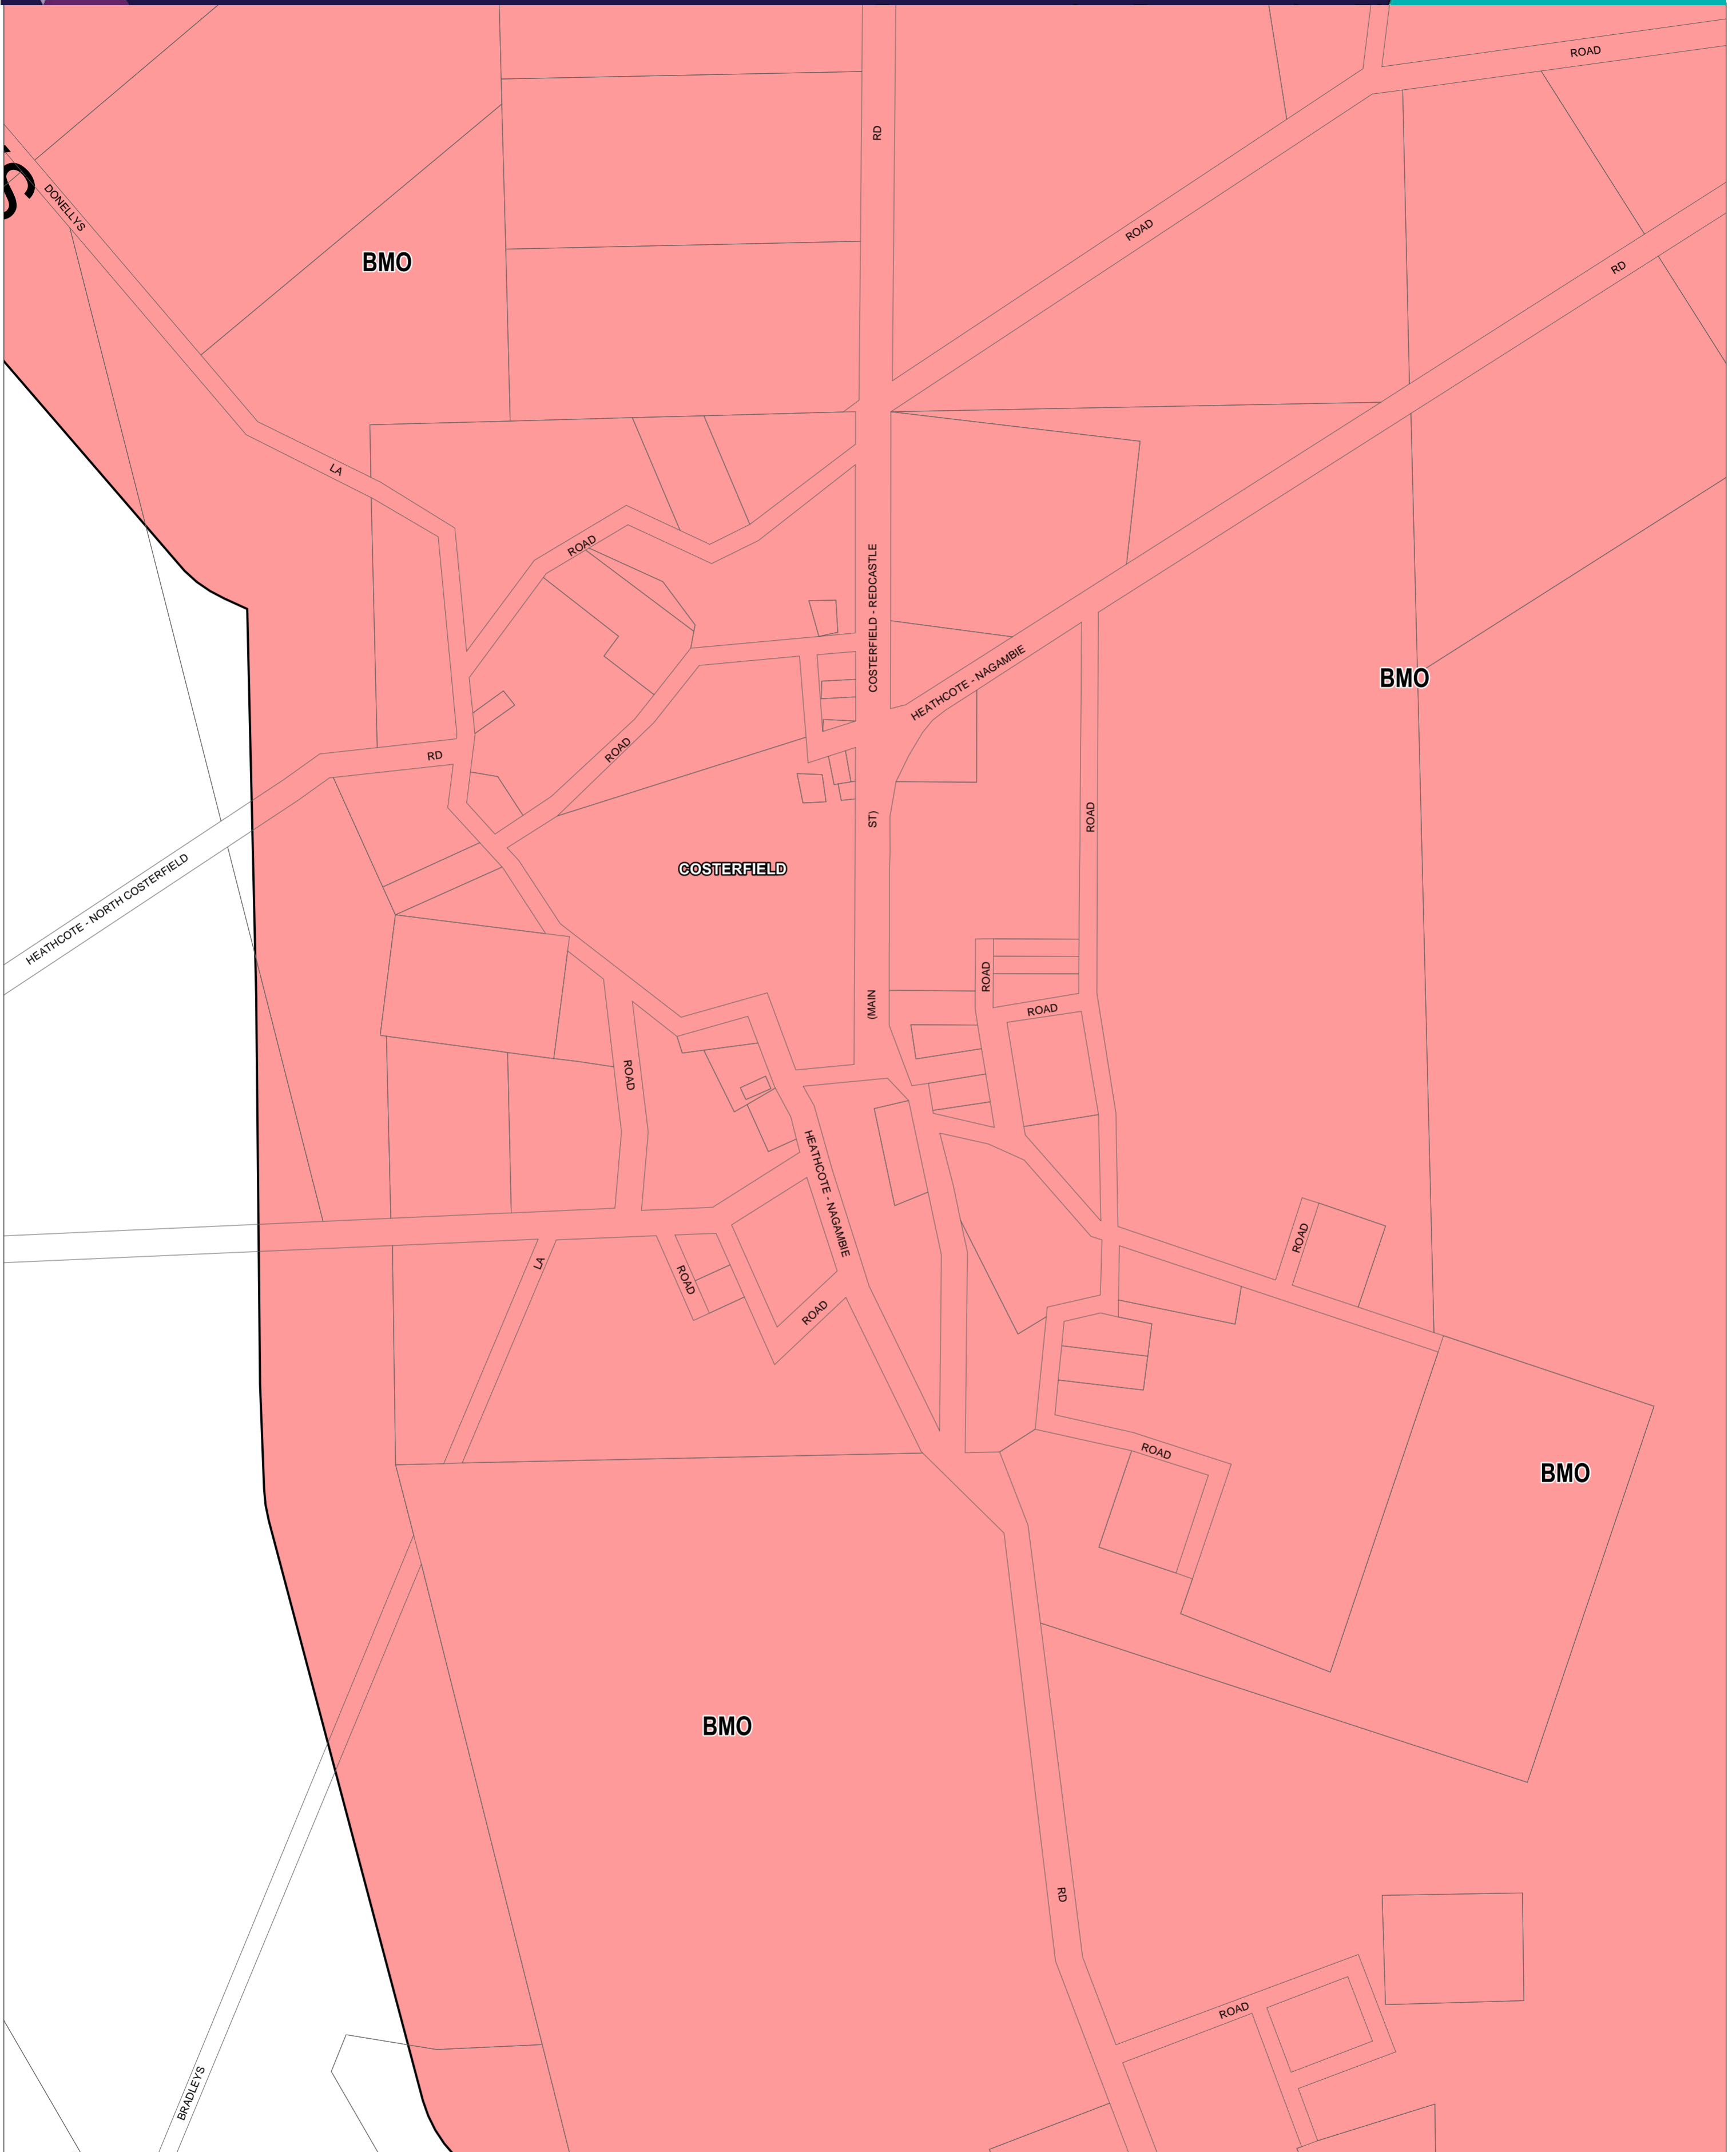 ROAD
RD
S
DONELLYS
ROAD
BMO
RD
LA
ROAD
COSTERFIELD - REDCASTLE
HEATHCOTE - NAGAMBIE
BMO
ROAD
RD
ST)
ROAD
COSTERFIELD
HEATHCOTE - NORTH COSTERFIELD
ROAD
(MAIN
ROAD
ROAD
HEATHCOTE - NAGAMBIE
ROAD
LA
ROAD
ROAD
ROAD
BMO
BMO
RD
ROAD
BRADLEYS